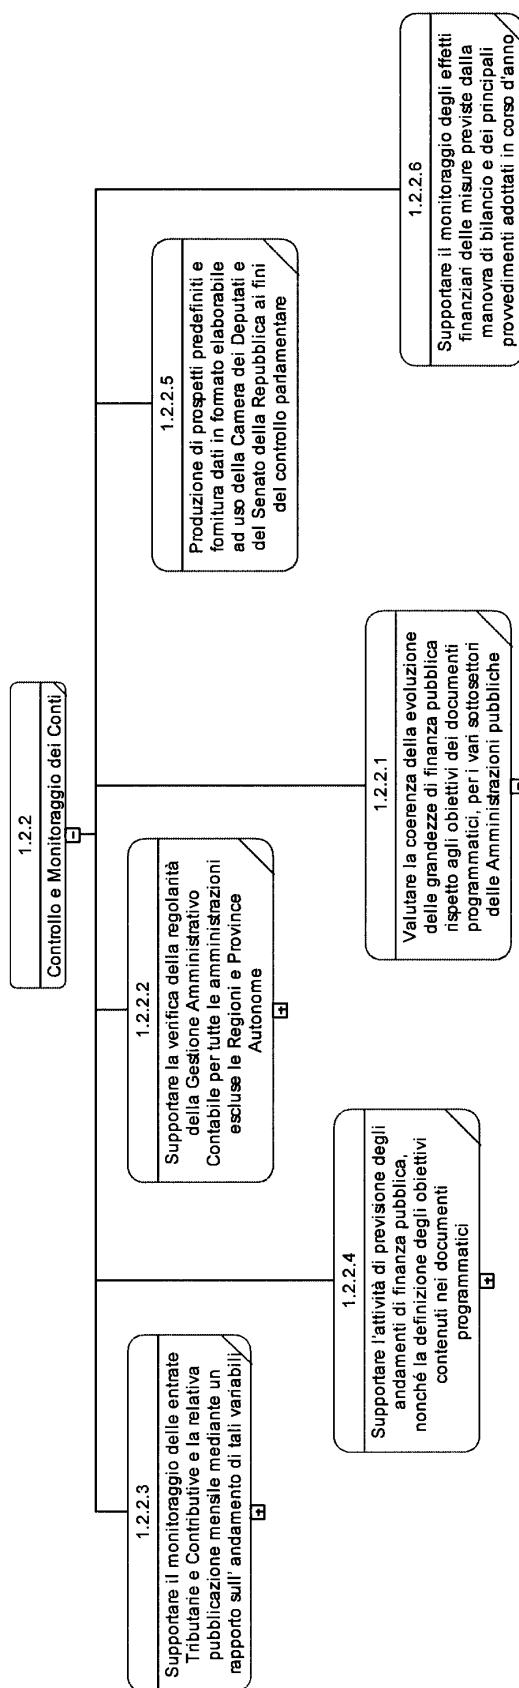 1.2.2
Controllo e Monitoraggio dei Conti
1.2.2.3
Supportare il monitoraggio delle entrate
Tributarie e Contributive e la relativa
pubblicazione mensile mediante un
rapporto sull' andamento di tali variabili
1.2.2.4
Supportare l'attività di previsione degli
andamenti di finanza pubblica,
nonché la definizione degli obiettivi
contenuti nei documenti
programmatici
1.2.2.2
Supportare la verifica della regolarità
della Gestione Amministrativo
Contabile per tutte le amministrazioni
escluse le Regioni e Province
Autonome
1.2.2.1
Valutare la coerenza della evoluzione
delle grandezze di finanza pubblica
rispetto agli obiettivi dei documenti
programmatici, per i vari sottosettori
delle Amministrazioni pubbliche
1.2.2.5
Produzione di prospetti predefiniti e
fornitura dati in formato elaborabile
ad uso della Camera dei Deputati e
del Senato della Repubblica ai fini
del controllo parlamentare
1.2.2.6
Supportare il monitoraggio degli effetti
finanziari delle misure previste dalla
manovra di bilancio e dei principali
provvedimenti adottati in corso d'anno